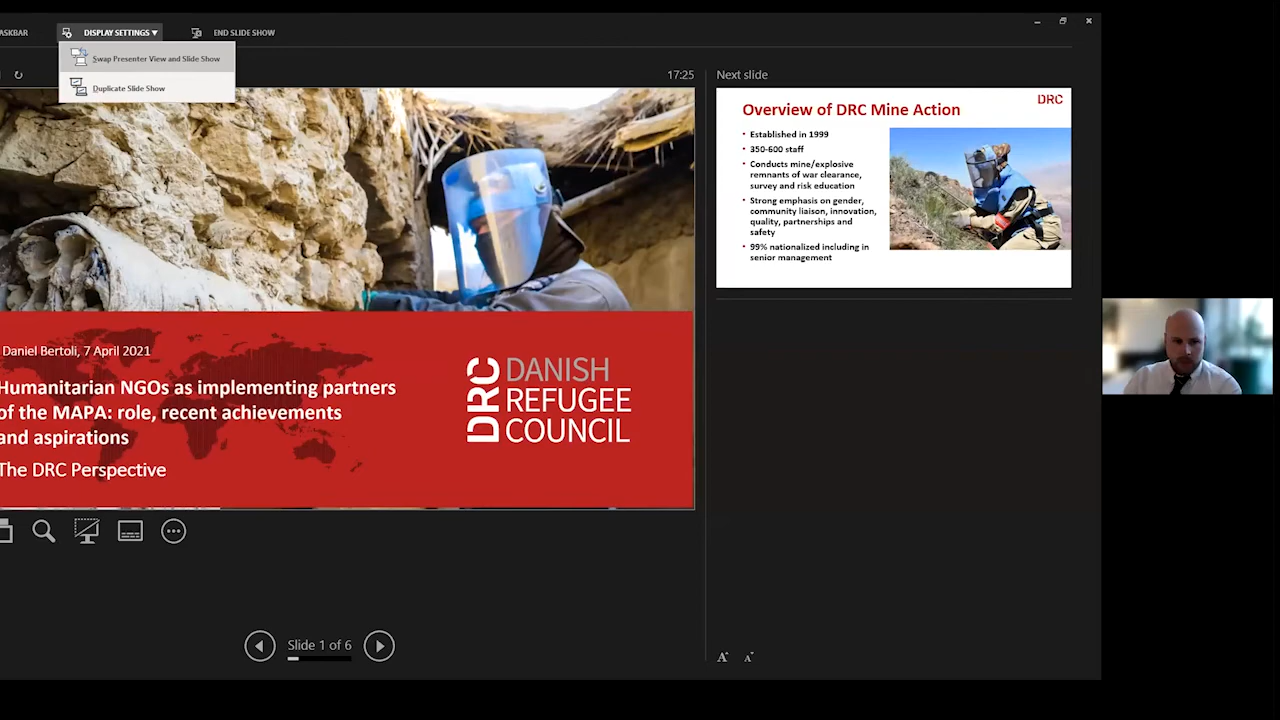 ASKBAR
DISPLAY SETTINGS ▾
END SLIDE SHOW
Swap Presenter View and Slide Show
Duplicate Slide Show
17:25
Next slide
DRC
Overview of DRC Mine Action
• Established in 1999
• 350-600 staff
• Conducts mine/explosive
remnants of war clearance,
survey and risk education
• Strong emphasis on gender,
community liaison, innovation,
quality, partnerships and
safety
• 99% nationalized including in
senior management
Daniel Bertoli, 7 April 2021
Humanitarian NGOs as implementing partners
of the MAPA: role, recent achievements
and aspirations
The DRC Perspective
DRC
DANISH
REFUGEE
COUNCIL
Slide 1 of 6
A A